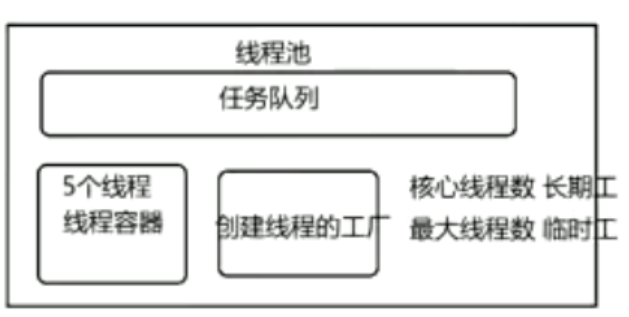 线程池
任务队列
5个线程
线程容器
创建线程的工厂
核心线程数 长期工
最大线程数 临时工